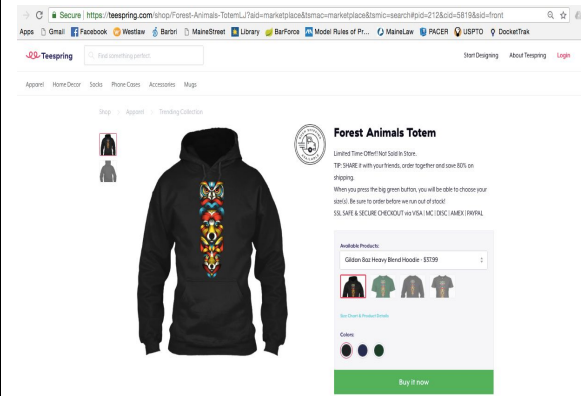 Secure https://teespring.com/shop/Forest-Animals-TotemLJ?aid=marketplace&tsmac=marketplace&tsmic=search#pid=212&cid=5819&sid=front
Apps Gmail Facebook Westlaw Barbri MaineStreet Library BarForce Model Rules of Pr... MaineLaw PACER USPTO DocketTrak
Teespring Find something perfect Start Designing About Teespring Login
Apparel Home Decor Socks Phone Cases Accessories Mugs
Shop Apparel Trending Collection
Forest Animals Totem
Limited Time Offer!! Not Sold In Store.
TIP: SHARE it with your friends, order together and save 80% on
shipping.
When you press the big green button, you will be able to choose your
size(s). Be sure to order before we run out of stock!
SSL SAFE & SECURE CHECKOUT via VISA | MC | DISC | AMEX | PAYPAL
Available Products:
Gildan 8oz Heavy Blend Hoodie - $37.99
Size Chart & Product Details
Colors:
Buy it now